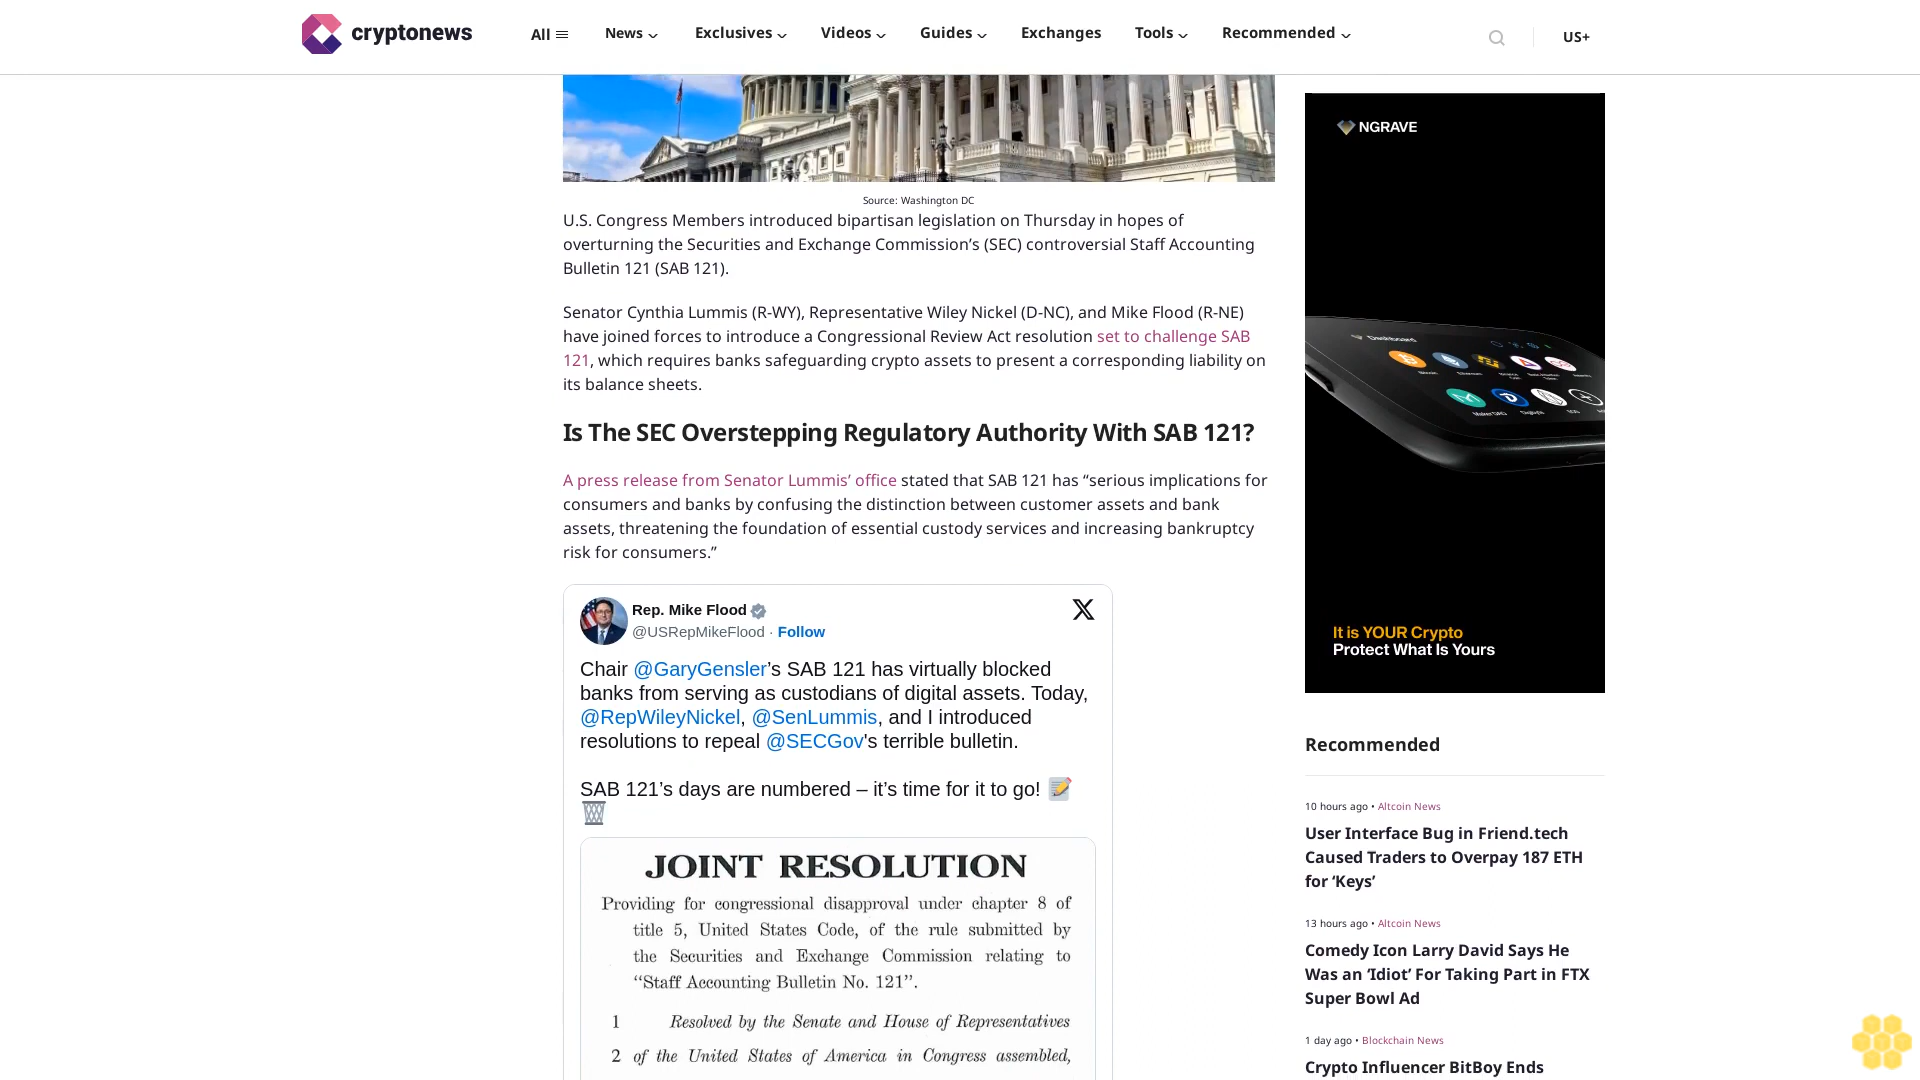 cryptonews
All
News
Exclusives
Videos
Guides
Exchanges
Tools
Recommended
US+
Source: Washington DC
U.S. Congress Members introduced bipartisan legislation on Thursday in hopes of
overturning the Securities and Exchange Commission’s (SEC) controversial Staff Accounting
Bulletin 121 (SAB 121).
Senator Cynthia Lummis (R-WY), Representative Wiley Nickel (D-NC), and Mike Flood (R-NE)
have joined forces to introduce a Congressional Review Act resolution set to challenge SAB
121, which requires banks safeguarding crypto assets to present a corresponding liability on
its balance sheets.
Is The SEC Overstepping Regulatory Authority With SAB 121?
A press release from Senator Lummis’ office stated that SAB 121 has “serious implications for
consumers and banks by confusing the distinction between customer assets and bank
assets, threatening the foundation of essential custody services and increasing bankruptcy
risk for consumers.”
Rep. Mike Flood
@USRepMikeFlood · Follow
Chair @GaryGensler’s SAB 121 has virtually blocked
banks from serving as custodians of digital assets. Today,
@RepWileyNickel, @SenLummis, and I introduced
resolutions to repeal @SECGov's terrible bulletin.
SAB 121’s days are numbered – it’s time for it to go! 📝
🗑️
JOINT RESOLUTION
Providing for congressional disapproval under chapter 8 of
title 5, United States Code, of the rule submitted by
the Securities and Exchange Commission relating to
“Staff Accounting Bulletin No. 121”.
1 Resolved by the Senate and House of Representatives
2 of the United States of America in Congress assembled,
NGRAVE
Dashboard
Bitcoin
Ethereum
Maker DAO
Digibyte
EOS
It is YOUR Crypto
Protect What Is Yours
Recommended
10 hours ago • Altcoin News
User Interface Bug in Friend.tech
Caused Traders to Overpay 187 ETH
for ‘Keys’
13 hours ago • Altcoin News
Comedy Icon Larry David Says He
Was an ‘Idiot’ For Taking Part in FTX
Super Bowl Ad
1 day ago • Blockchain News
Crypto Influencer BitBoy Ends